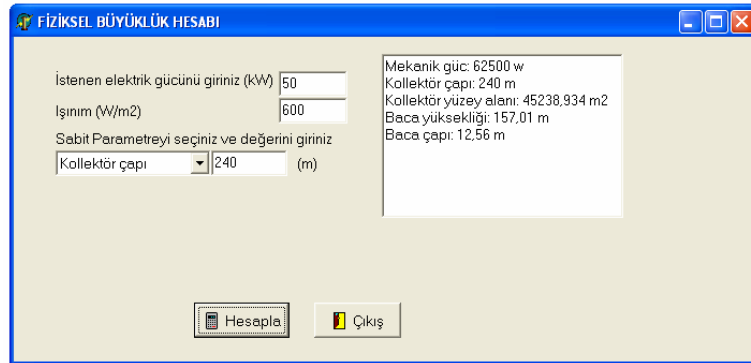 FİZİKSEL BÜYÜKLÜK HESABI
İstenen elektrik gücünü giriniz (kW) 50
Işınım (W/m2) 600
Sabit Parametreyi seçiniz ve değerini giriniz
Kollektör çapı 240 (m)
Mekanik güc: 62500 w
Kollektör çapı: 240 m
Kollektör yüzey alanı: 45238,934 m2
Baca yüksekliği: 157,01 m
Baca çapı: 12,56 m
Hesapla Çıkış